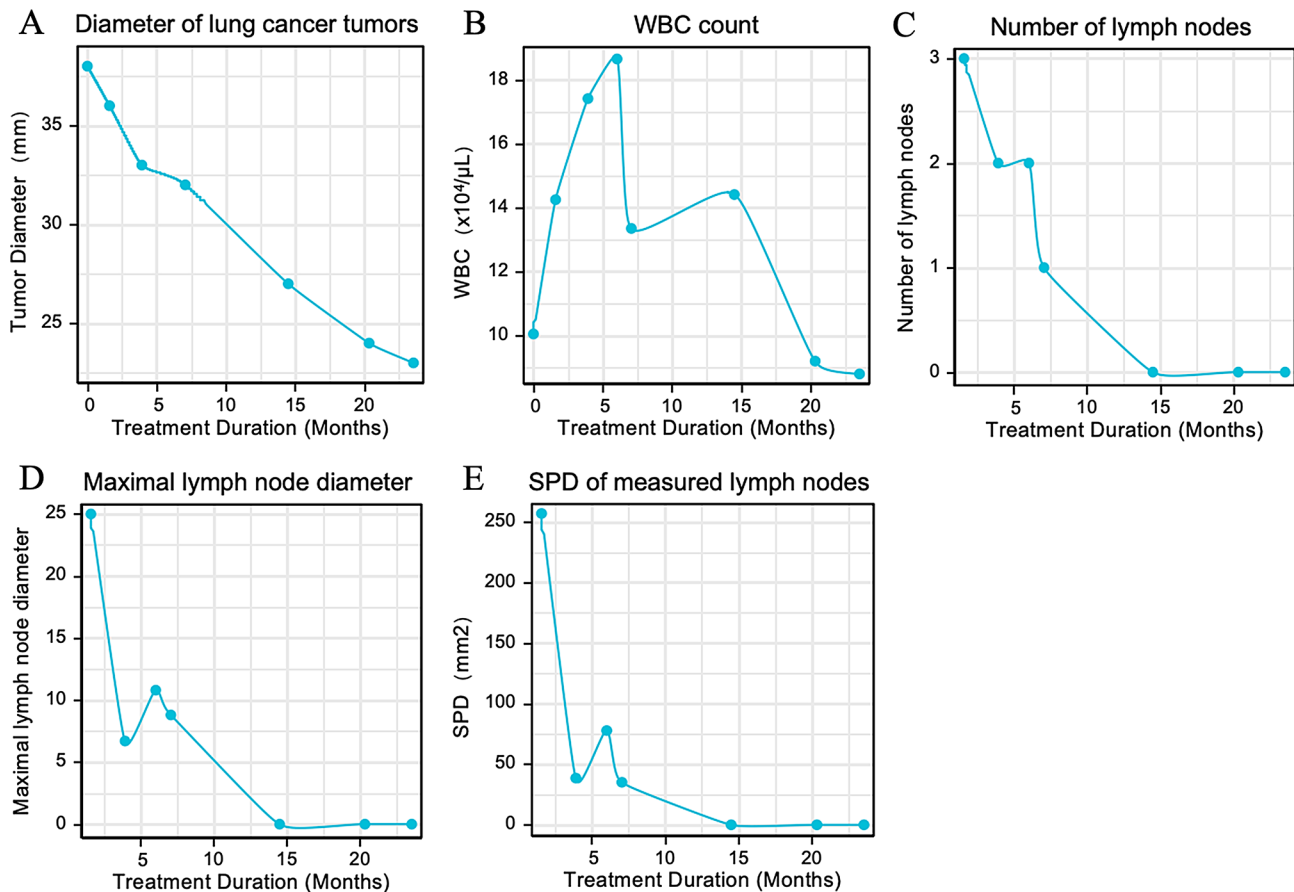 A Diameter of lung cancer tumors
Tumor Diameter (mm)
35
30
25
0 5 10 15 20
Treatment Duration (Months)
B WBC count
WBC (x10⁴/μL)
18
16
14
12
10
0 5 10 15 20
Treatment Duration (Months)
C Number of lymph nodes
Number of lymph nodes
3
2
1
0
5 10 15 20
Treatment Duration (Months)
D Maximal lymph node diameter
Maximal lymph node diameter
25
20
15
10
5
0
5 10 15 20
Treatment Duration (Months)
E SPD of measured lymph nodes
SPD (mm2)
250
200
150
100
50
0
5 10 15 20
Treatment Duration (Months)